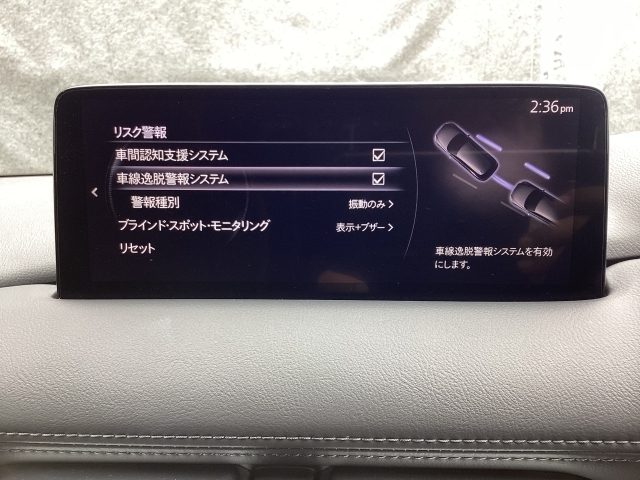 2:36pm
リスク警報
車間認知支援システム
車線逸脱警報システム
警報種別 振動のみ
ブラインド・スポット・モニタリング 表示+ブザー
リセット
車線逸脱警報システムを有効
にします。